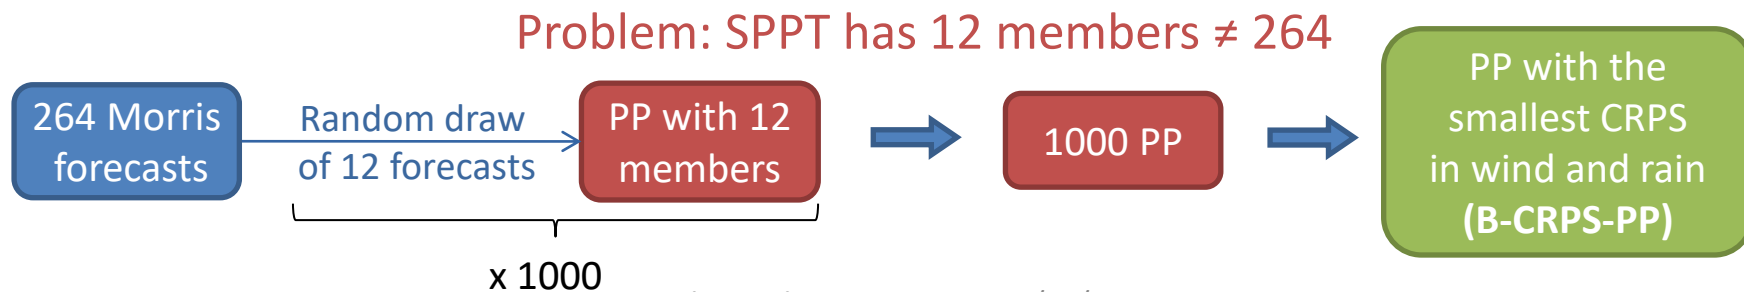 Problem: SPPT has 12 members ≠ 264
264 Morris
forecasts
Random draw
of 12 forecasts
PP with 12
members
x 1000
1000 PP
PP with the
smallest CRPS
in wind and rain
(B-CRPS-PP)